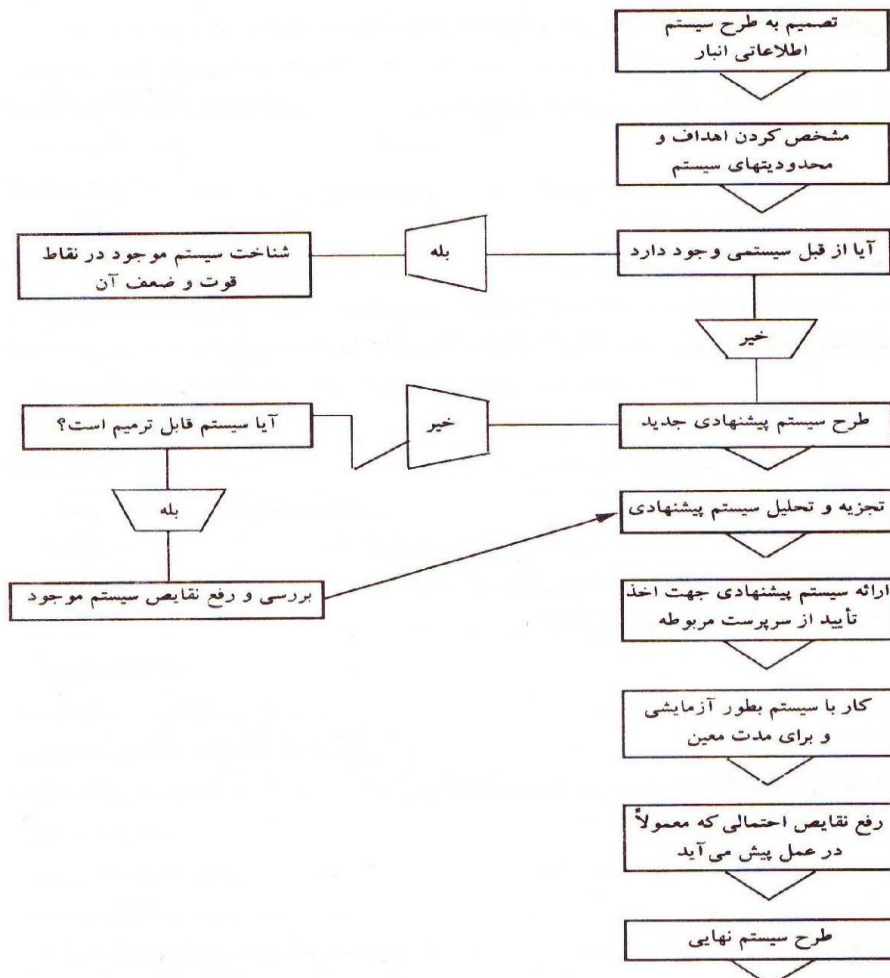 تصمیم به طرح سیستم
اطلاعاتی انبار
مشخص کردن اهداف و
محدودیتهای سیستم
آیا از قبل سیستمی وجود دارد
بله
شناخت سیستم موجود در نقاط
قوت و ضعف آن
خیر
طرح سیستم پیشنهادی جدید
خیر
آیا سیستم قابل ترمیم است؟
بله
تجزیه و تحلیل سیستم پیشنهادی
بررسی و رفع نقایص سیستم موجود
ارائه سیستم پیشنهادی جهت اخذ
تأیید از سرپرست مربوطه
کار با سیستم بطور آزمایشی
و برای مدت معین
رفع نقایص احتمالی که معمولاً
در عمل پیش می‌آید
طرح سیستم نهایی